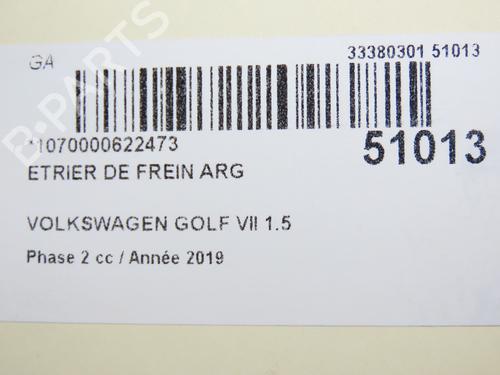 GA
33380301 51013
*1070000622473
51013
ETRIER DE FREIN ARG
VOLKSWAGEN GOLF VII 1.5
Phase 2 cc / Année 2019
B-PARTS